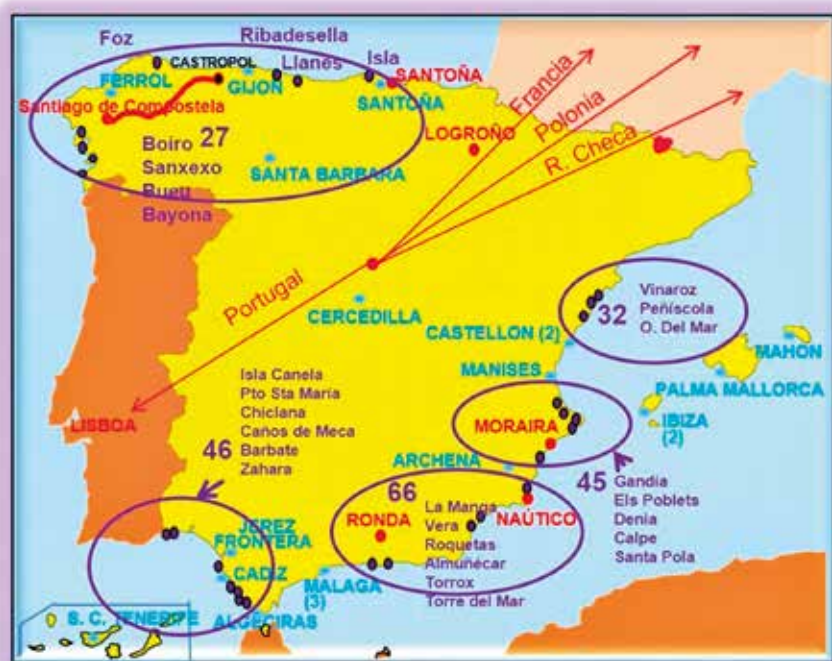 Foz
Ribadesella
CASTROPOL
Llanes
Isla
FERROL
GIJON
SANTOÑA
SANTOÑA
Santiago de Compostela
Francia
Polonia
R. Checa
LOGROÑO
Boiro 27
Sanxexo
SANTA BARBARA
Bueu
Bayona
Portugal
CERCEDILLA
CASTELLON (2)
32
Vinaroz
Peñíscola
O. Del Mar
MAHON
MANISES
PALMA MALLORCA
IBIZA
(2)
LISBOA
Isla Canela
Pto Sta María
Chiclana
Caños de Meca
Barbate
Zahara
46
MORAIRA
ARCHENA
45
Gandía
Els Poblets
Denia
Calpe
Santa Pola
66
La Manga
Vera
Roquetas
Almuñécar
Torrox
Torre del Mar
RONDA
NAÚTICO
JEREZ
FRONTERA
CADIZ
MALAGA
(3)
ALGECIRAS
S. C. TENERIFE